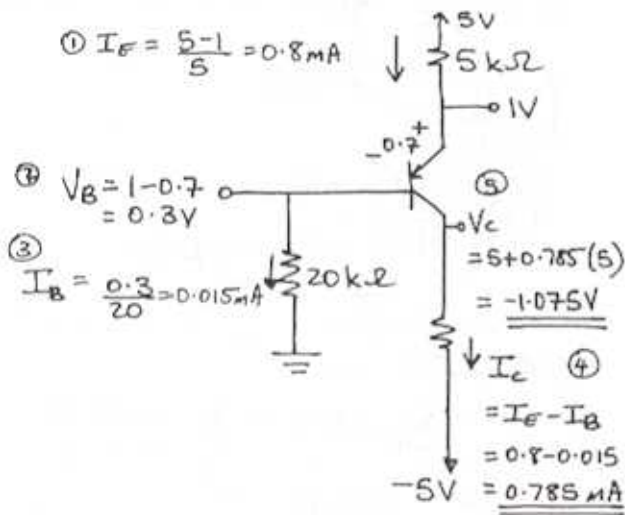 ① I_E = 5-1 / 5 = 0.8mA
5V
5kΩ
1V
- 0.7 +
② V_B = 1-0.7
= 0.3V
③
I_B = 0.3 / 20 = 0.015mA
20kΩ
⑤
Vc
= 5+0.785(5)
= -1.075V
I_c ④
= I_E - I_B
= 0.8-0.015
= 0.785 mA
-5V